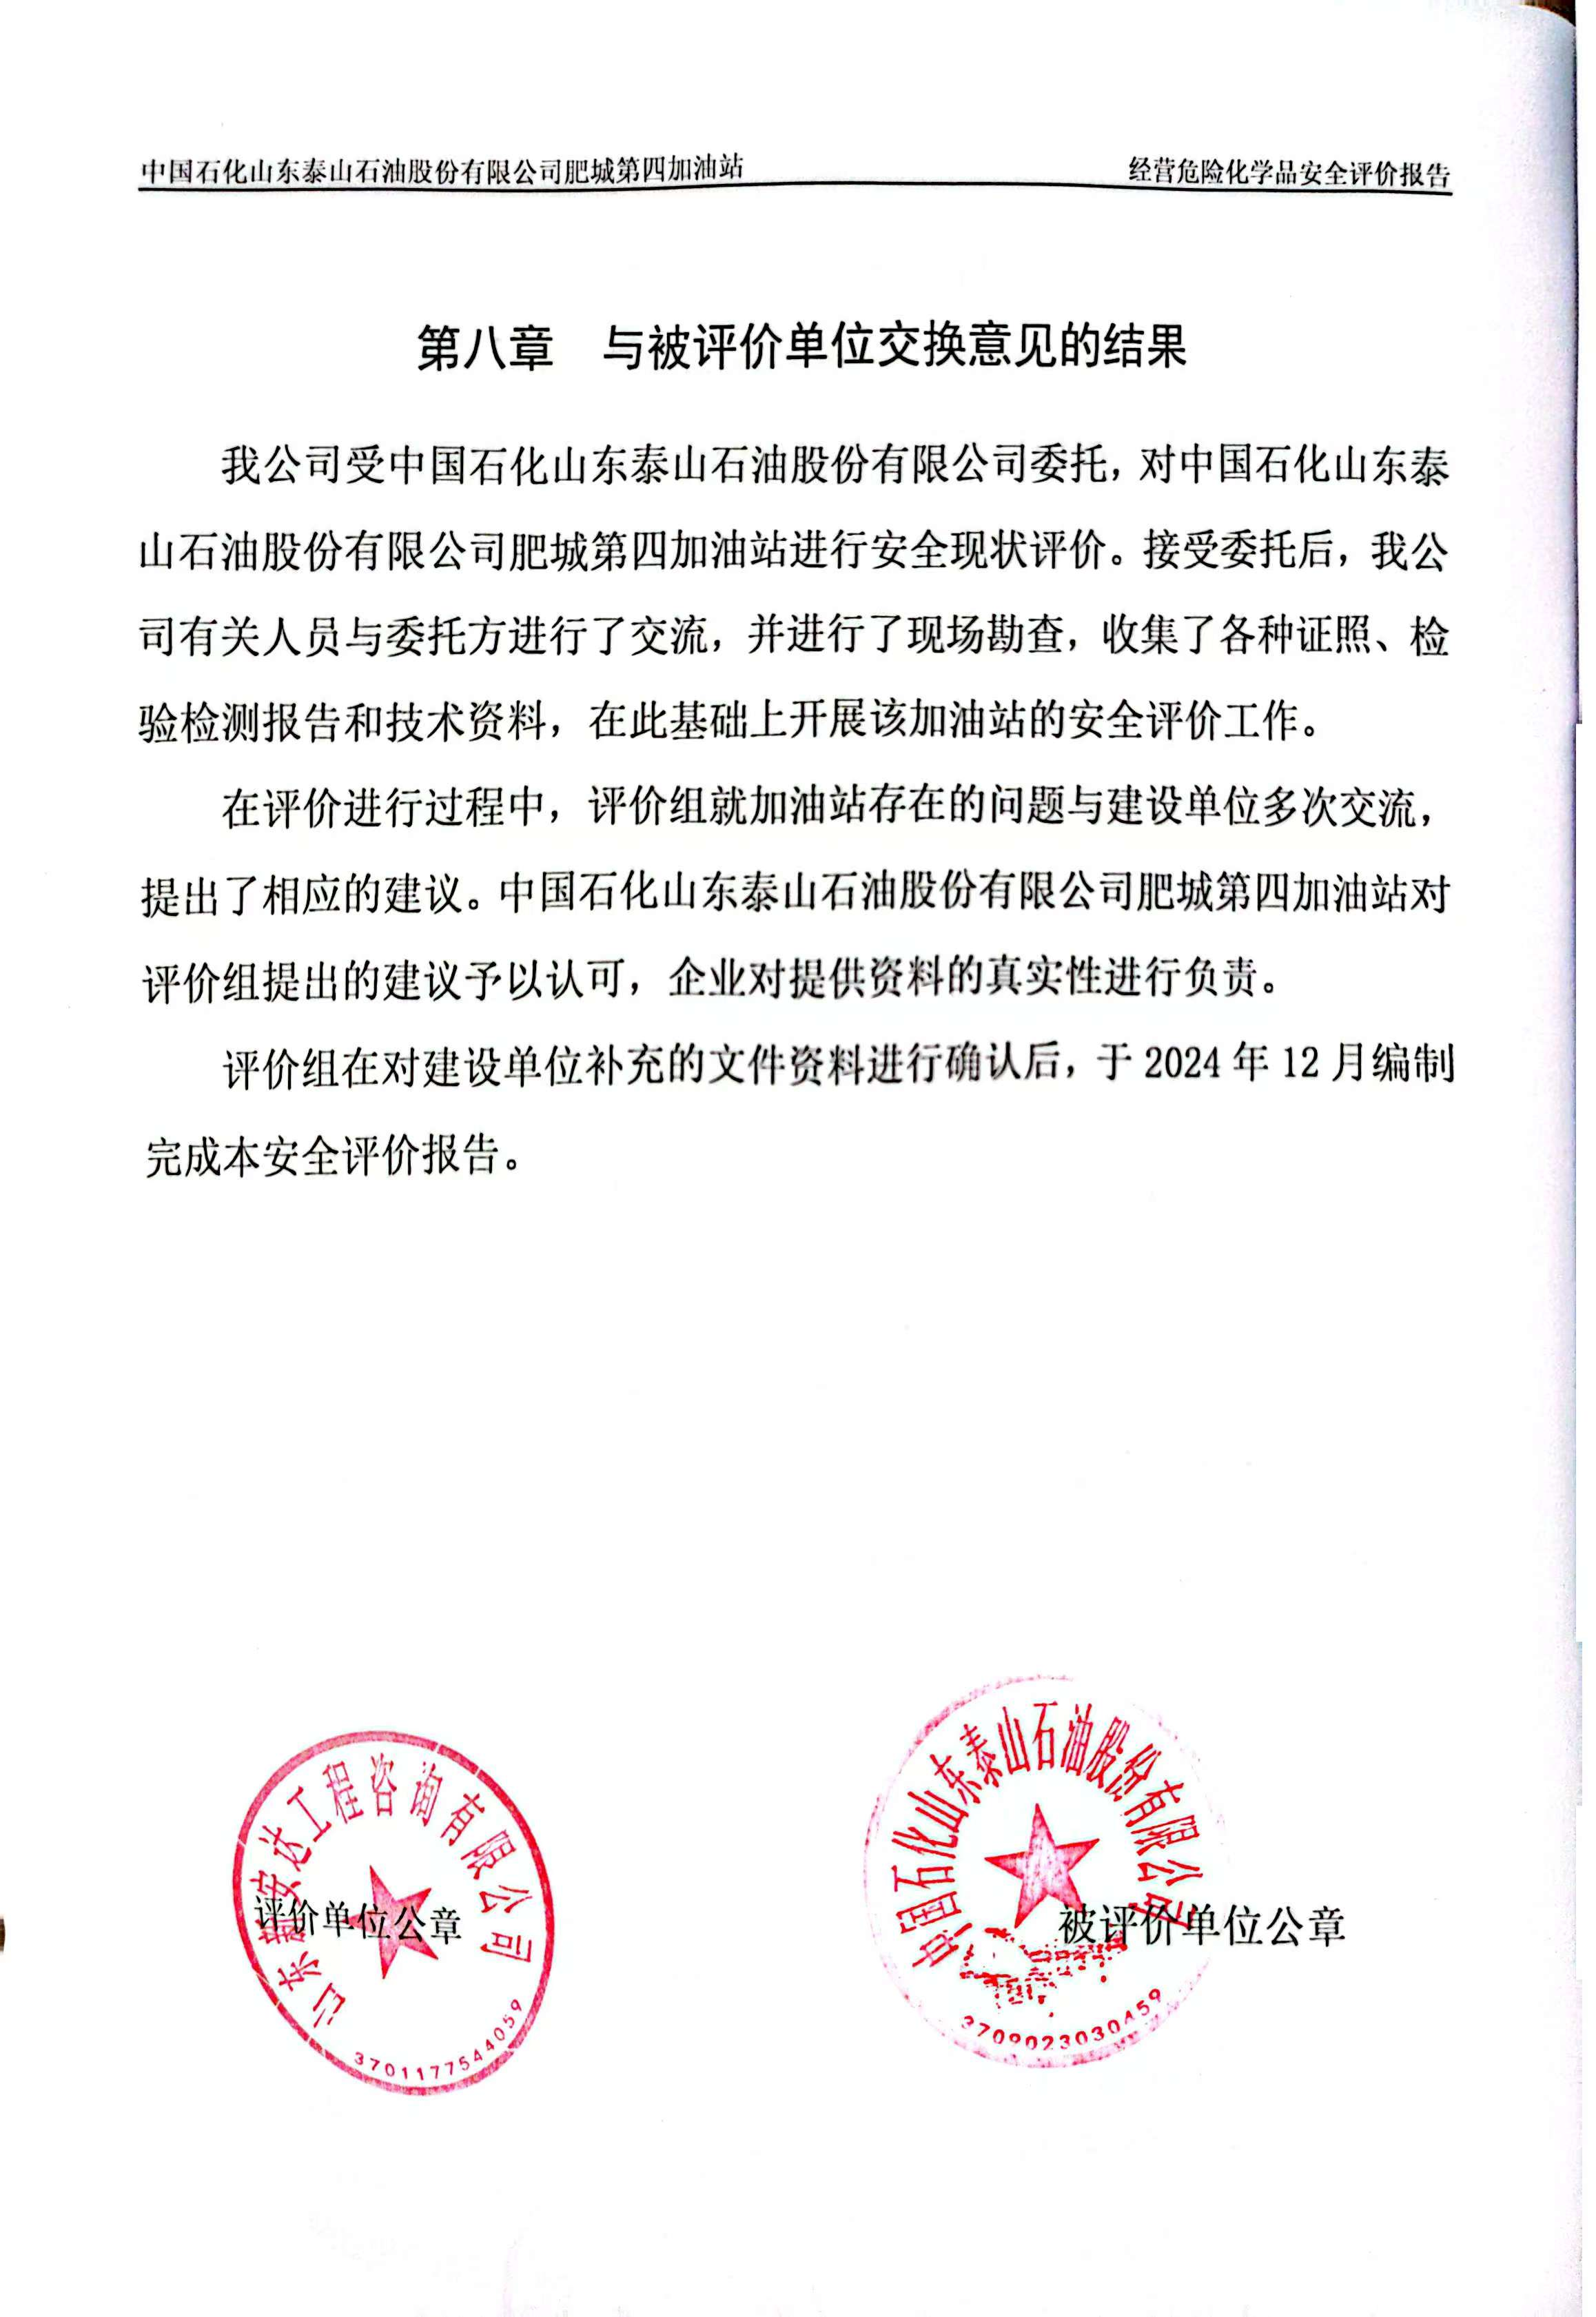 中国石化山东泰山石油股份有限公司肥城第四加油站
经营危险化学品安全评价报告
第八章 与被评价单位交换意见的结果
我公司受中国石化山东泰山石油股份有限公司委托，对中国石化山东泰
山石油股份有限公司肥城第四加油站进行安全现状评价。接受委托后，我公
司有关人员与委托方进行了交流，并进行了现场勘查，收集了各种证照、检
验检测报告和技术资料，在此基础上开展该加油站的安全评价工作。
在评价进行过程中，评价组就加油站存在的问题与建设单位多次交流，
提出了相应的建议。中国石化山东泰山石油股份有限公司肥城第四加油站对
评价组提出的建议予以认可，企业对提供资料的真实性进行负责。
评价组在对建设单位补充的文件资料进行确认后，于 2024 年 12 月编制
完成本安全评价报告。
山东 安达工程咨询有限公司
评价单位公章
3701177544059
中国石化山东泰山石油股份有限公司
被评价单位公章
3709023030459